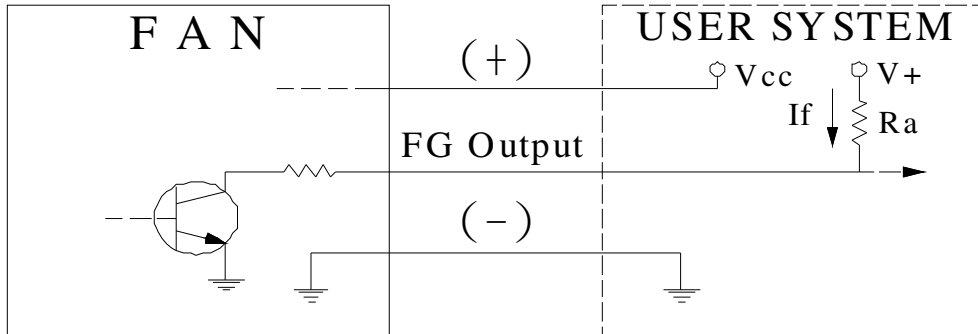 F A N
USER SYSTEM
(+)
Vcc
V+
If
Ra
FG Output
(-)